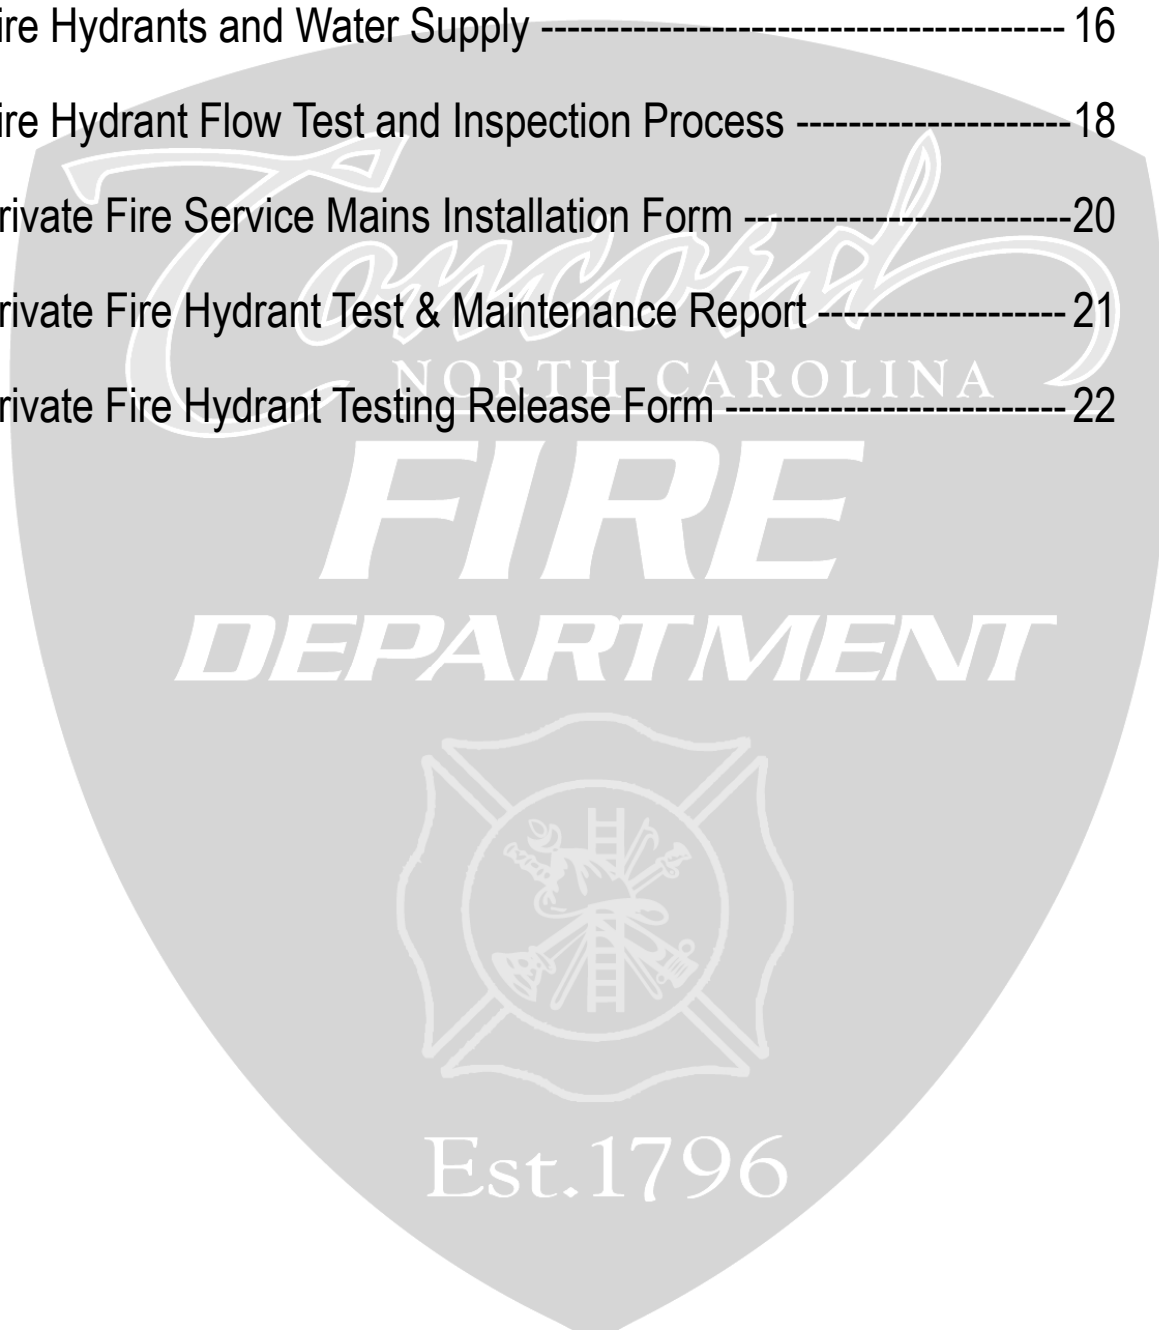 ire Hydrants and Water Supply ---------------------------------------- 16
ire Hydrant Flow Test and Inspection Process ---------------------18
rivate Fire Service Mains Installation Form -------------------------20
rivate Fire Hydrant Test & Maintenance Report ------------------- 21
rivate Fire Hydrant Testing Release Form -------------------------- 22
Concord
NORTH CAROLINA
FIRE
DEPARTMENT
Est.1796